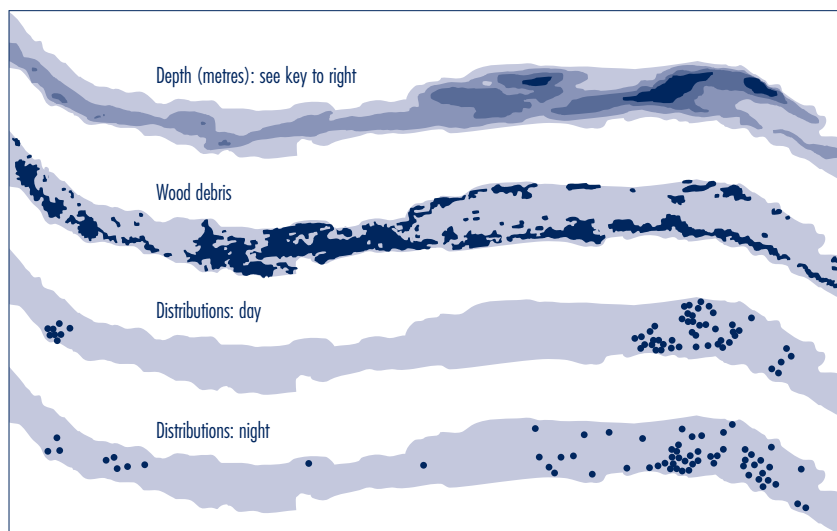 Depth (metres): see key to right
Wood debris
Distributions: day
Distributions: night